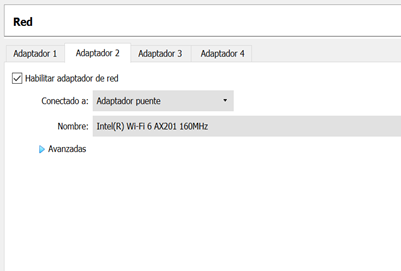 Red
Adaptador 1 Adaptador 2 Adaptador 3 Adaptador 4
Habilitar adaptador de red
Conectado a: Adaptador puente
Nombre: Intel(R) Wi-Fi 6 AX201 160MHz
Avanzadas